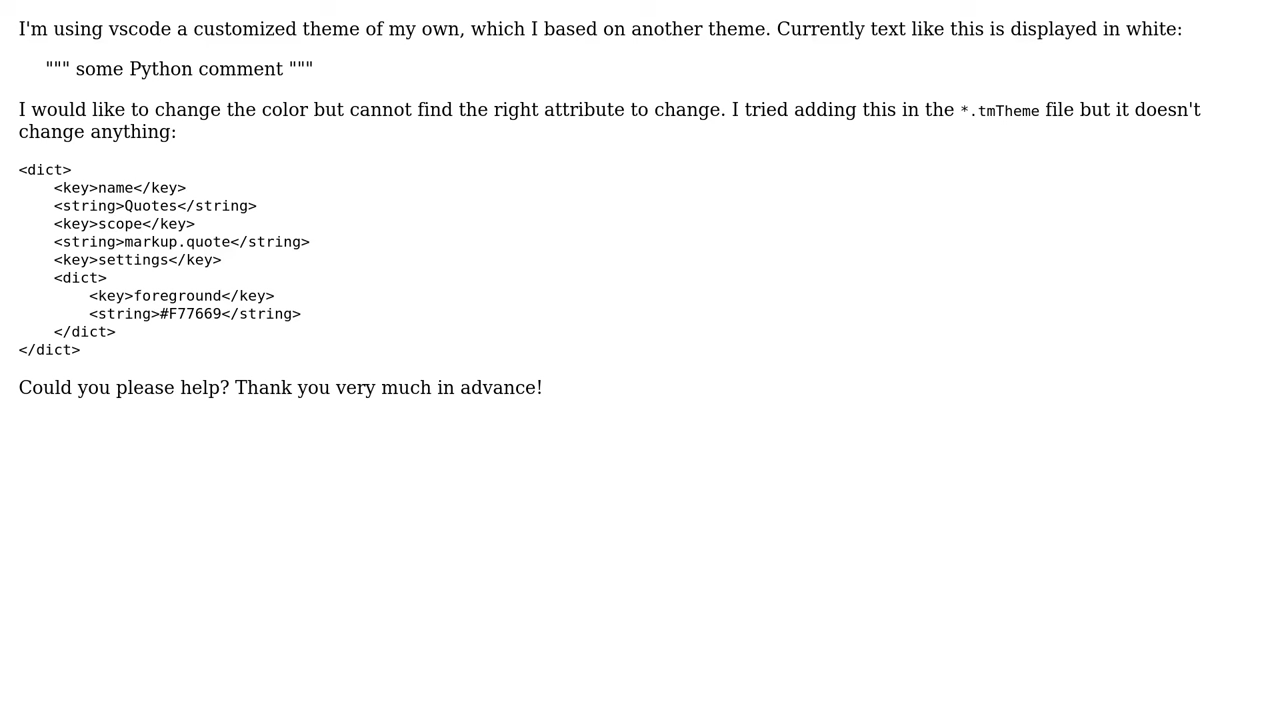 I'm using vscode a customized theme of my own, which I based on another theme. Currently text like this is displayed in white:
""" some Python comment """
I would like to change the color but cannot find the right attribute to change. I tried adding this in the *.tmTheme file but it doesn't
change anything:
<dict>
    <key>name</key>
    <string>Quotes</string>
    <key>scope</key>
    <string>markup.quote</string>
    <key>settings</key>
    <dict>
        <key>foreground</key>
        <string>#F77669</string>
    </dict>
</dict>
Could you please help? Thank you very much in advance!